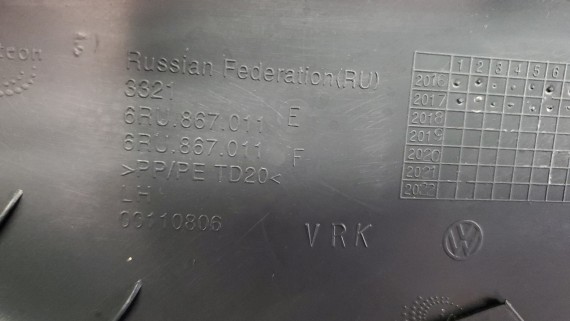 Russian Federation(RU)
3321
6RU.867.011 E
6RU.867.011 F
>PP/PE TD20<
LH
VRK
1 2 3 4 5 6
2016
2017
2018
2019
2020
2021
2022